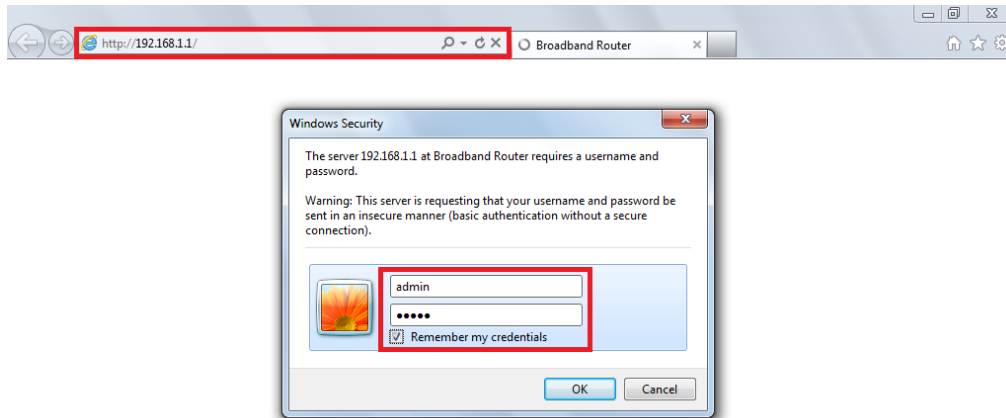 http://192.168.1.1/
Broadband Router
Windows Security
The server 192.168.1.1 at Broadband Router requires a username and
password.
Warning: This server is requesting that your username and password be
sent in an insecure manner (basic authentication without a secure
connection).
admin
•••••
Remember my credentials
OK Cancel